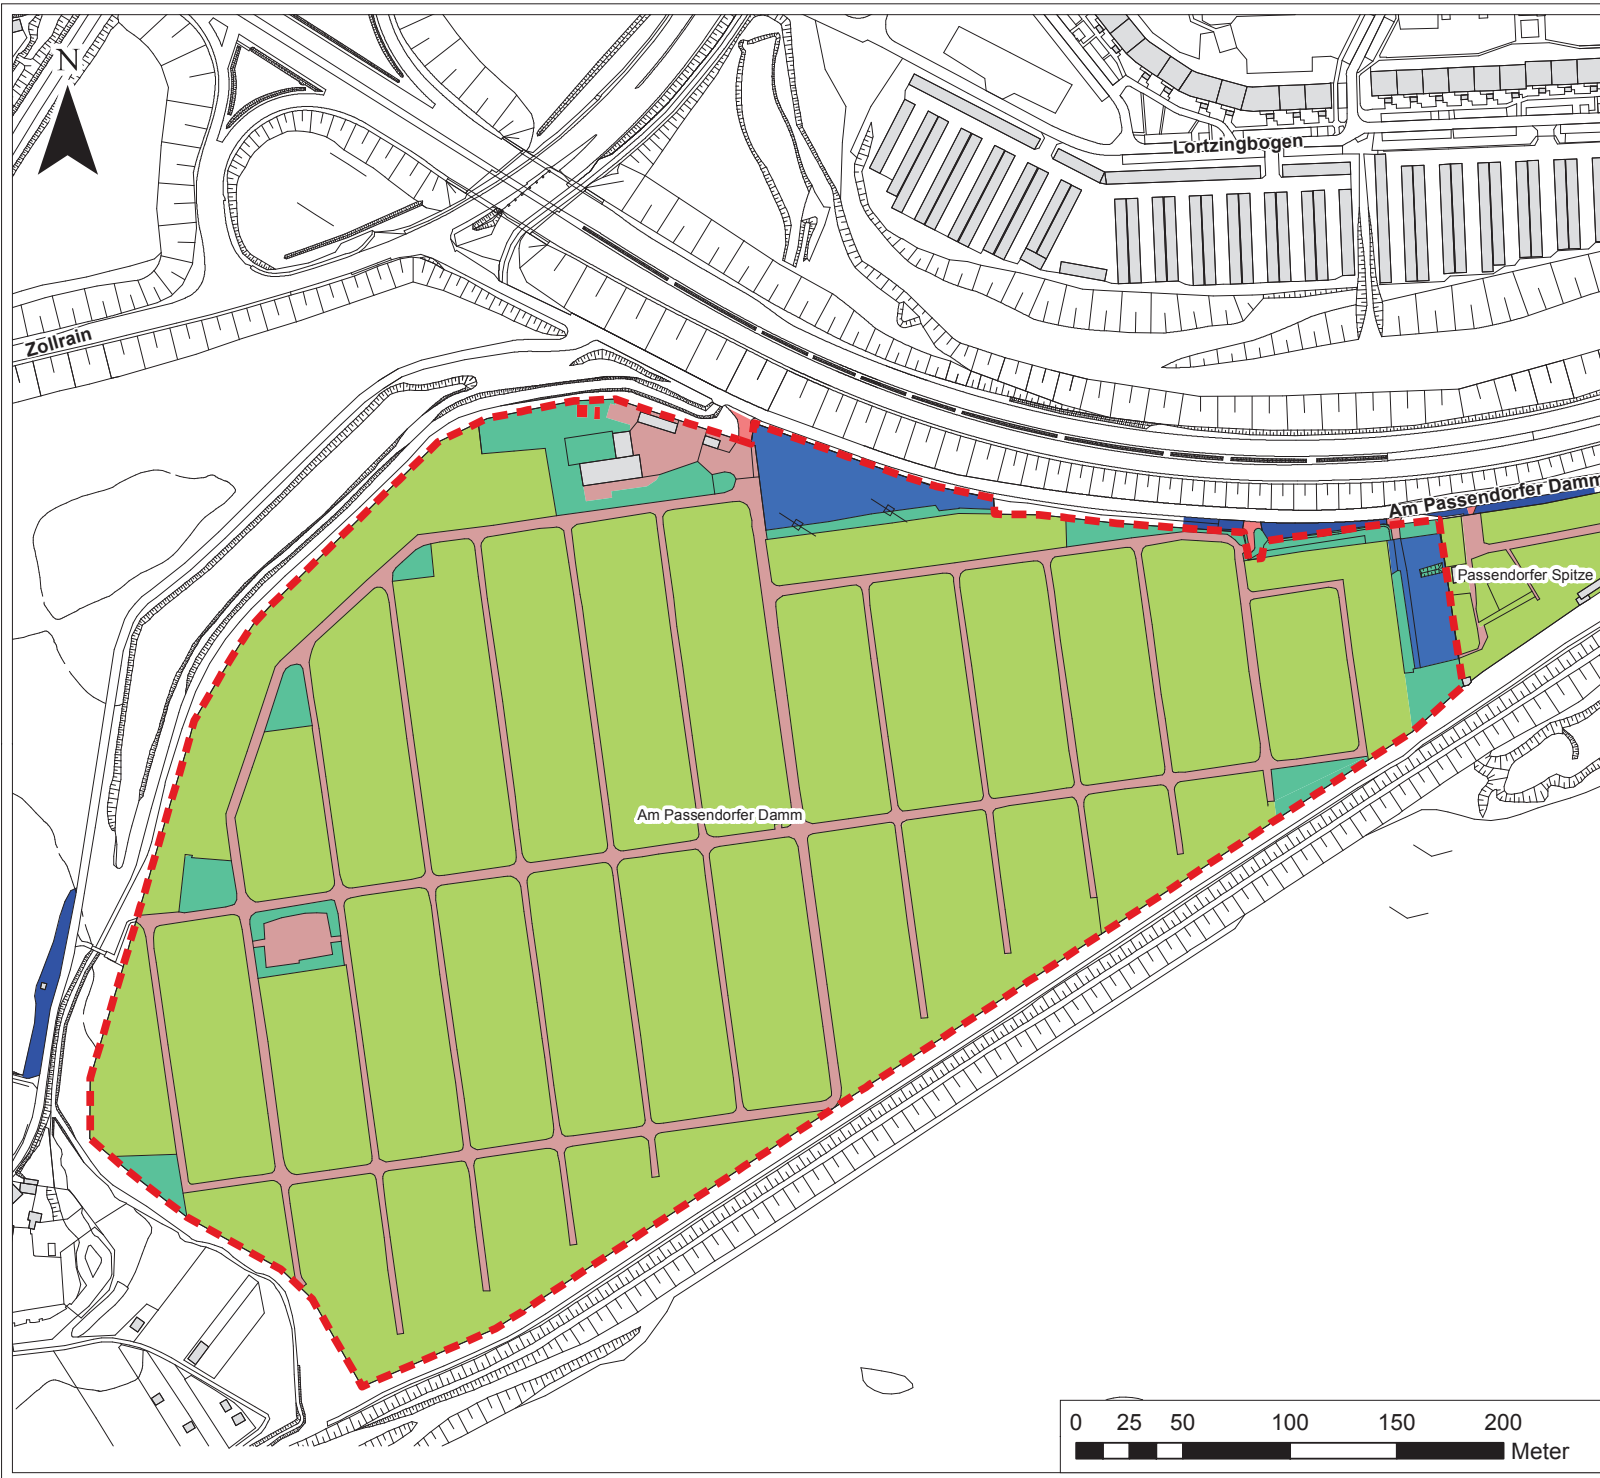 N
Lortzingbogen
Zollrain
Am Passendorfer Damm
Passendorfer Spitze
Am Passendorfer Damm
0 25 50 100 150 200
Meter